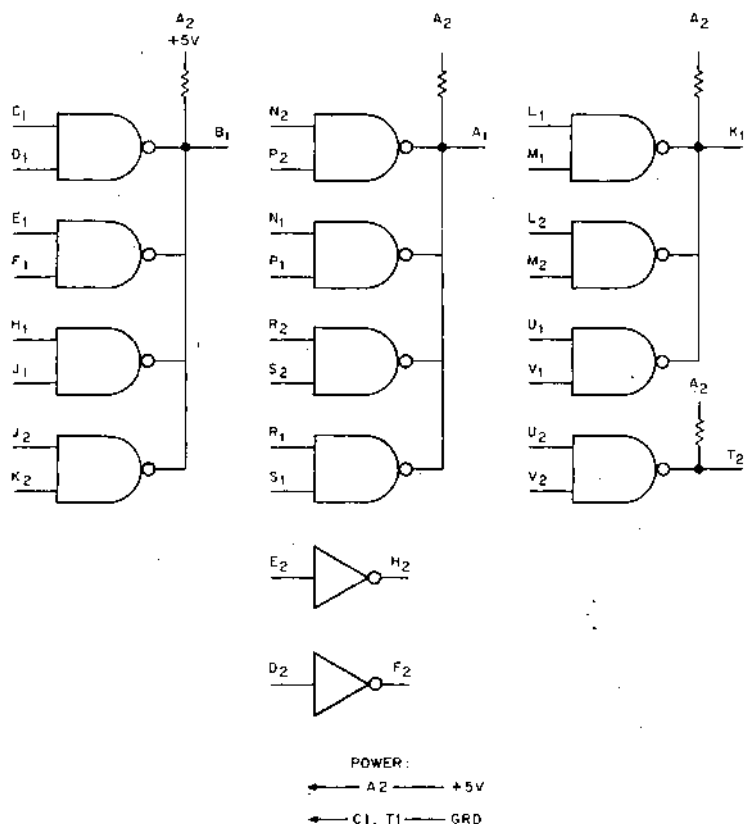 A2 A2 A2
+5V
C1 N2 L1
B1 A1 K1
D1 P2 M1
E1 N1 L2
F1 P1 M2
H1 R2 U1
J1 S2 V1
A2
J2 R1 U2
T2
K2 S1 V2
E2 H2
D2 F2
POWER:
A2 +5V
C1, T1 GRD